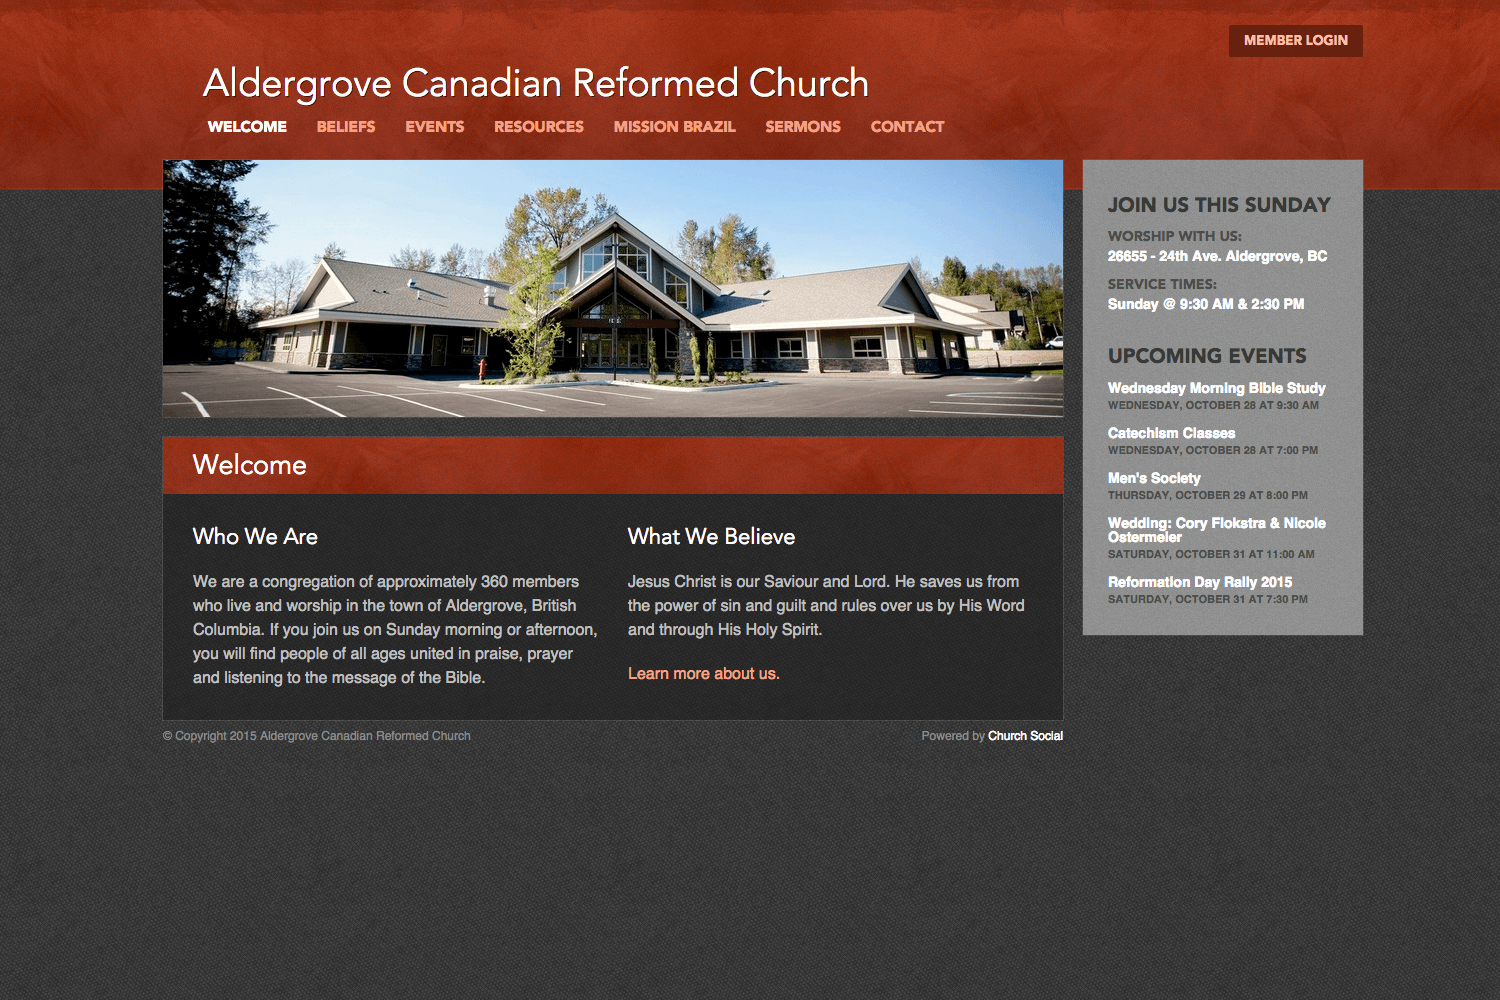 MEMBER LOGIN
Aldergrove Canadian Reformed Church
WELCOME BELIEFS EVENTS RESOURCES MISSION BRAZIL SERMONS CONTACT
JOIN US THIS SUNDAY
WORSHIP WITH US:
26655 - 24th Ave. Aldergrove, BC
SERVICE TIMES:
Sunday @ 9:30 AM & 2:30 PM
UPCOMING EVENTS
Wednesday Morning Bible Study
WEDNESDAY, OCTOBER 28 AT 9:30 AM
Catechism Classes
WEDNESDAY, OCTOBER 28 AT 7:00 PM
Men's Society
THURSDAY, OCTOBER 29 AT 8:00 PM
Wedding: Cory Flokstra & Nicole
Ostermeier
SATURDAY, OCTOBER 31 AT 11:00 AM
Reformation Day Rally 2015
SATURDAY, OCTOBER 31 AT 7:30 PM
Welcome
Who We Are
We are a congregation of approximately 360 members
who live and worship in the town of Aldergrove, British
Columbia. If you join us on Sunday morning or afternoon,
you will find people of all ages united in praise, prayer
and listening to the message of the Bible.
What We Believe
Jesus Christ is our Saviour and Lord. He saves us from
the power of sin and guilt and rules over us by His Word
and through His Holy Spirit.
Learn more about us.
© Copyright 2015 Aldergrove Canadian Reformed Church
Powered by Church Social